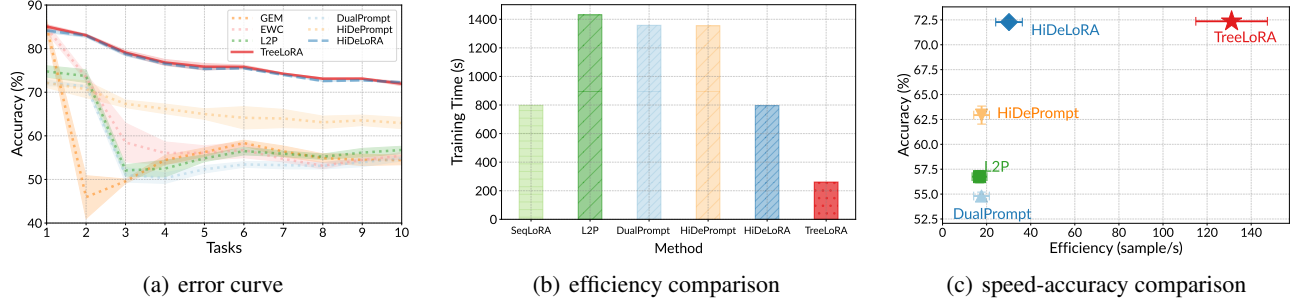 90
80
70
60
50
40
Accuracy (%)
1 2 3 4 5 6 7 8 9 10
Tasks
GEM
EWC
L2P
TreeLoRA
DualPrompt
HiDePrompt
HiDeLoRA
(a) error curve
1400
1200
1000
800
600
400
200
0
Training Time (s)
SeqLoRA L2P DualPrompt HiDePrompt HiDeLoRA TreeLoRA
Method
(b) efficiency comparison
72.5
70.0
67.5
65.0
62.5
60.0
57.5
55.0
52.5
Accuracy (%)
HiDeLoRA
TreeLoRA
HiDePrompt
L2P
DualPrompt
0 20 40 60 80 100 120 140
Efficiency (sample/s)
(c) speed-accuracy comparison